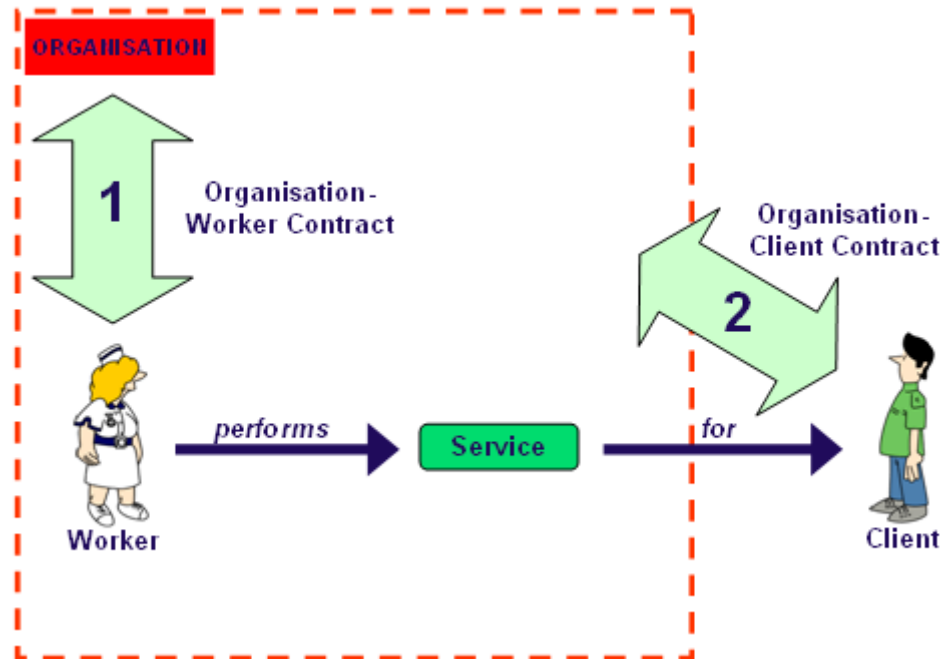 ORGANISATION
1
Organisation-
Worker Contract
Organisation-
Client Contract
2
performs
Service
for
Worker
Client